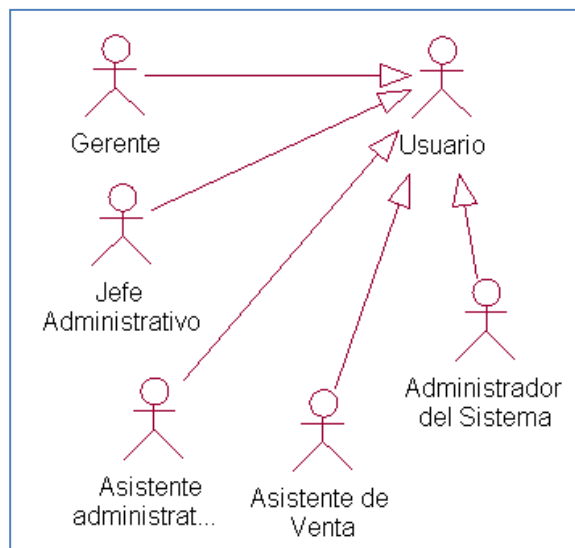 Gerente
Usuario
Jefe
Administrativo
Administrador
del Sistema
Asistente
administrat...
Asistente de
Venta